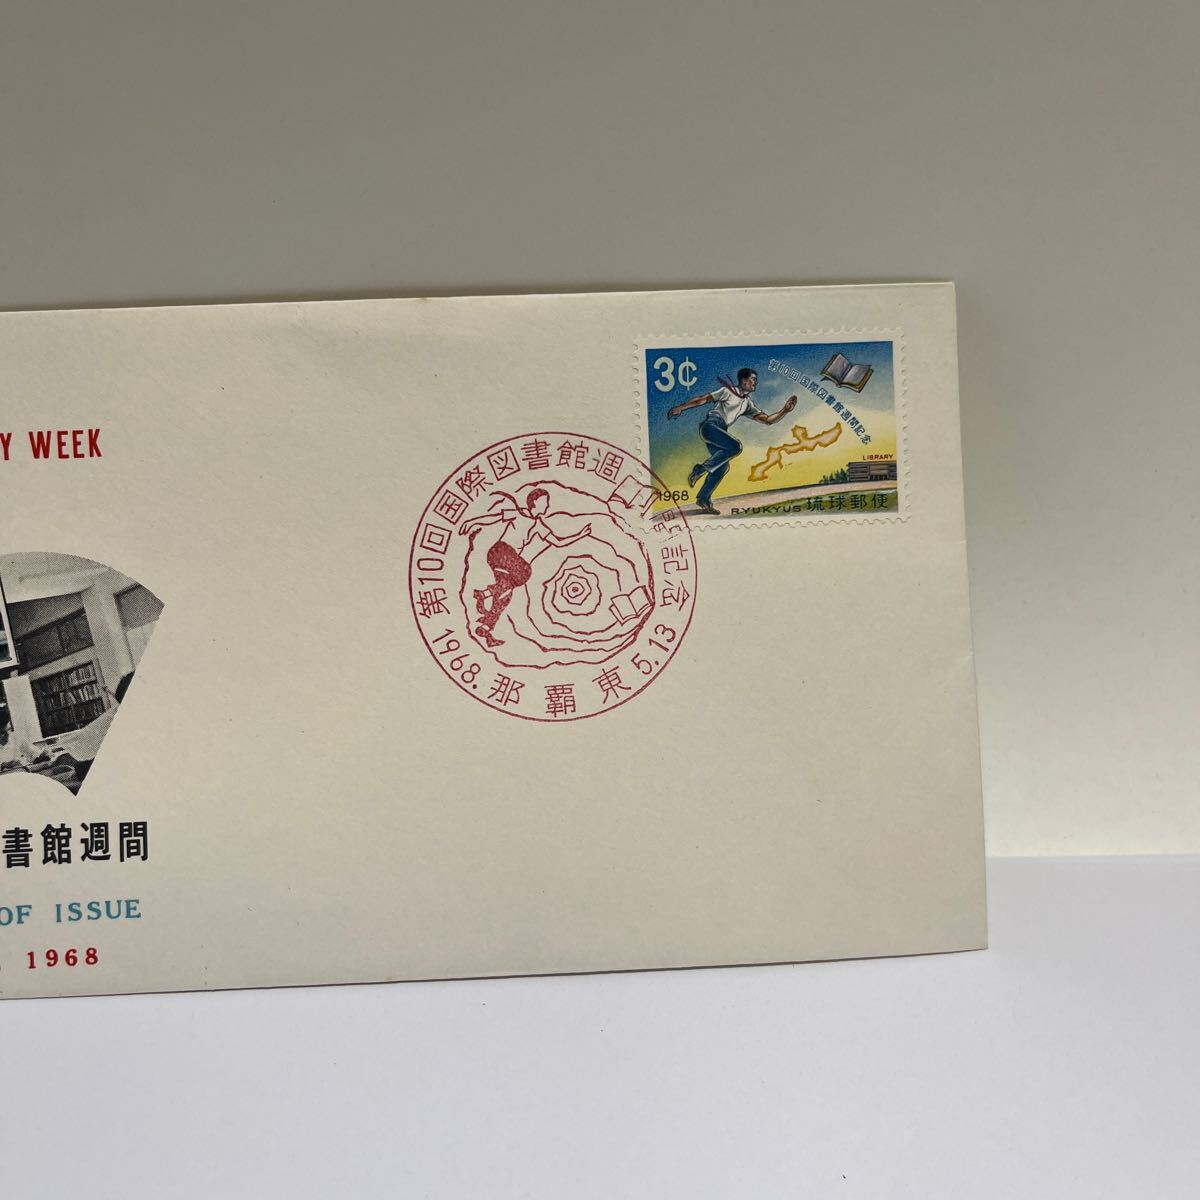 Y WEEK
書館週間
OF ISSUE
1968
第10回国際図書館週間記念
1968. 那覇東 5.13
3¢
第10回国際図書館週間記念
LIBRARY
1968
RYUKYUS 琉球郵便